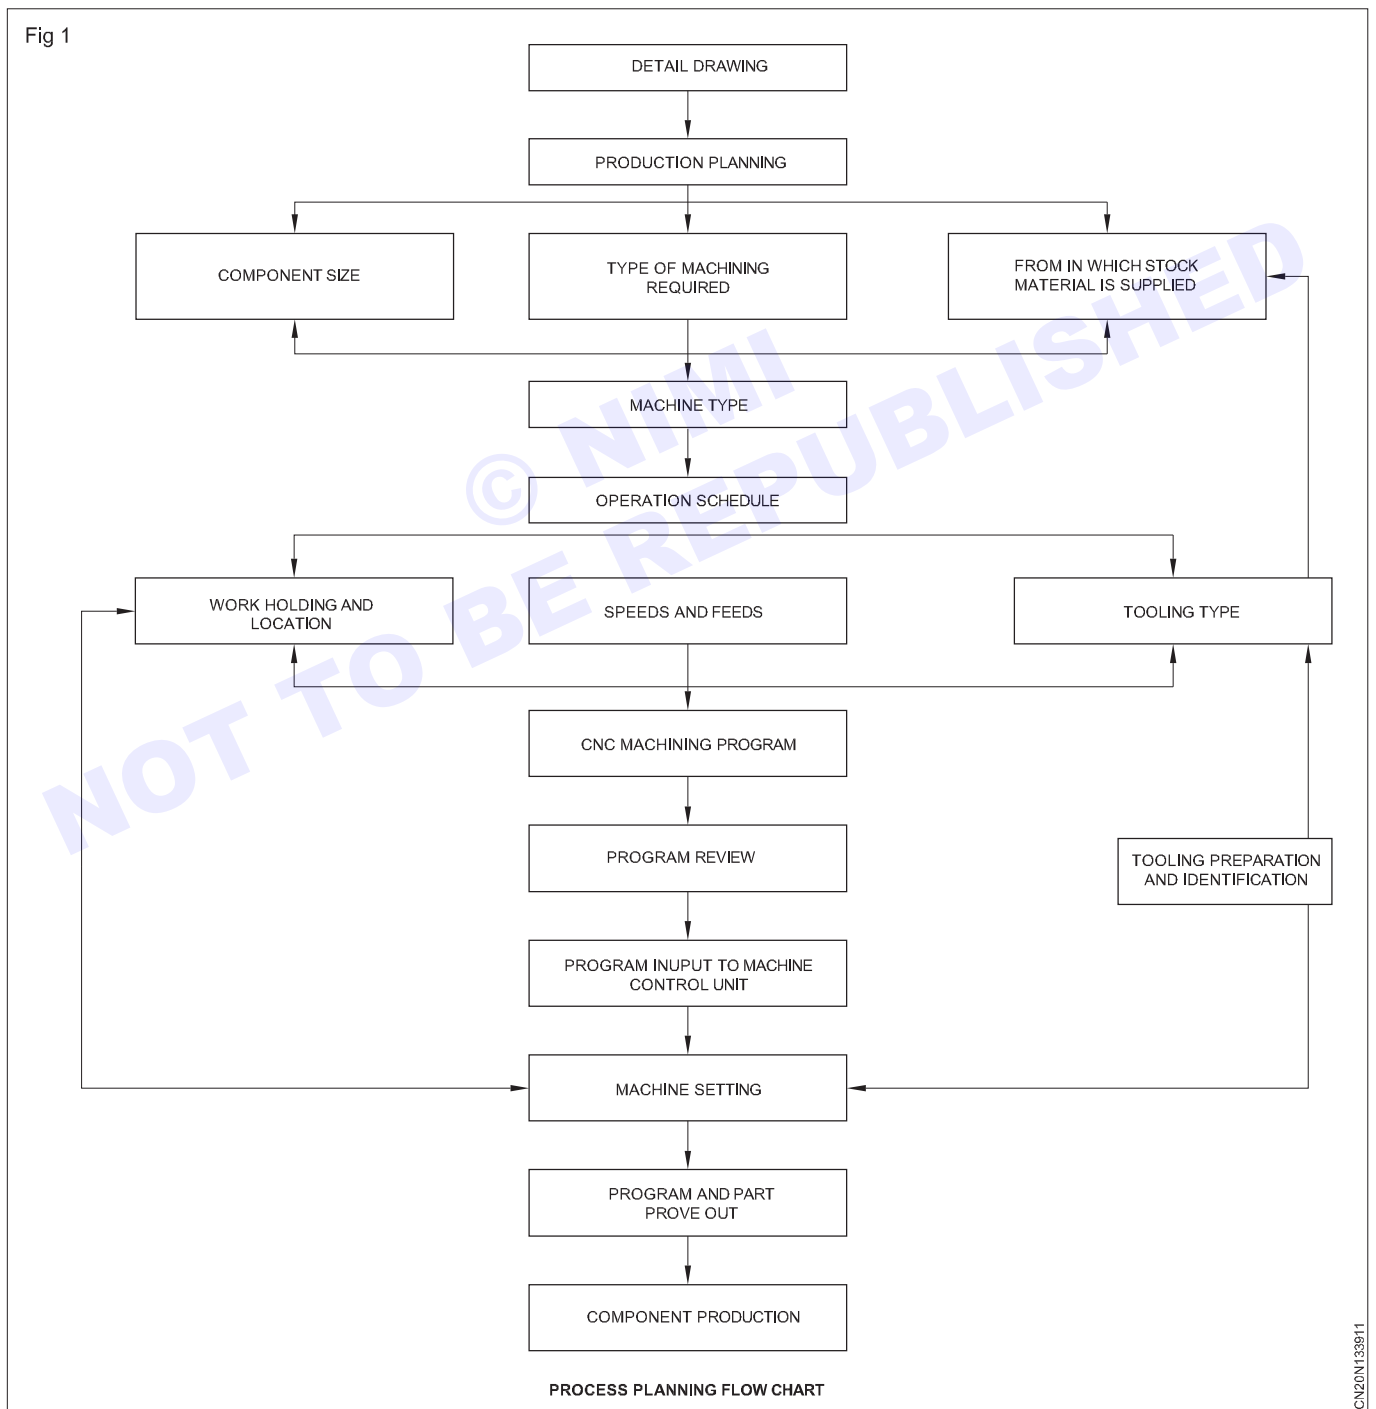 Fig 1
DETAIL DRAWING
PRODUCTION PLANNING
COMPONENT SIZE
TYPE OF MACHINING
REQUIRED
FROM IN WHICH STOCK
MATERIAL IS SUPPLIED
MACHINE TYPE
OPERATION SCHEDULE
WORK HOLDING AND
LOCATION
SPEEDS AND FEEDS
TOOLING TYPE
CNC MACHINING PROGRAM
PROGRAM REVIEW
TOOLING PREPARATION
AND IDENTIFICATION
PROGRAM INUPUT TO MACHINE
CONTROL UNIT
MACHINE SETTING
PROGRAM AND PART
PROVE OUT
COMPONENT PRODUCTION
PROCESS PLANNING FLOW CHART
CN20N133911
© NIMI
NOT TO BE REPUBLISHED